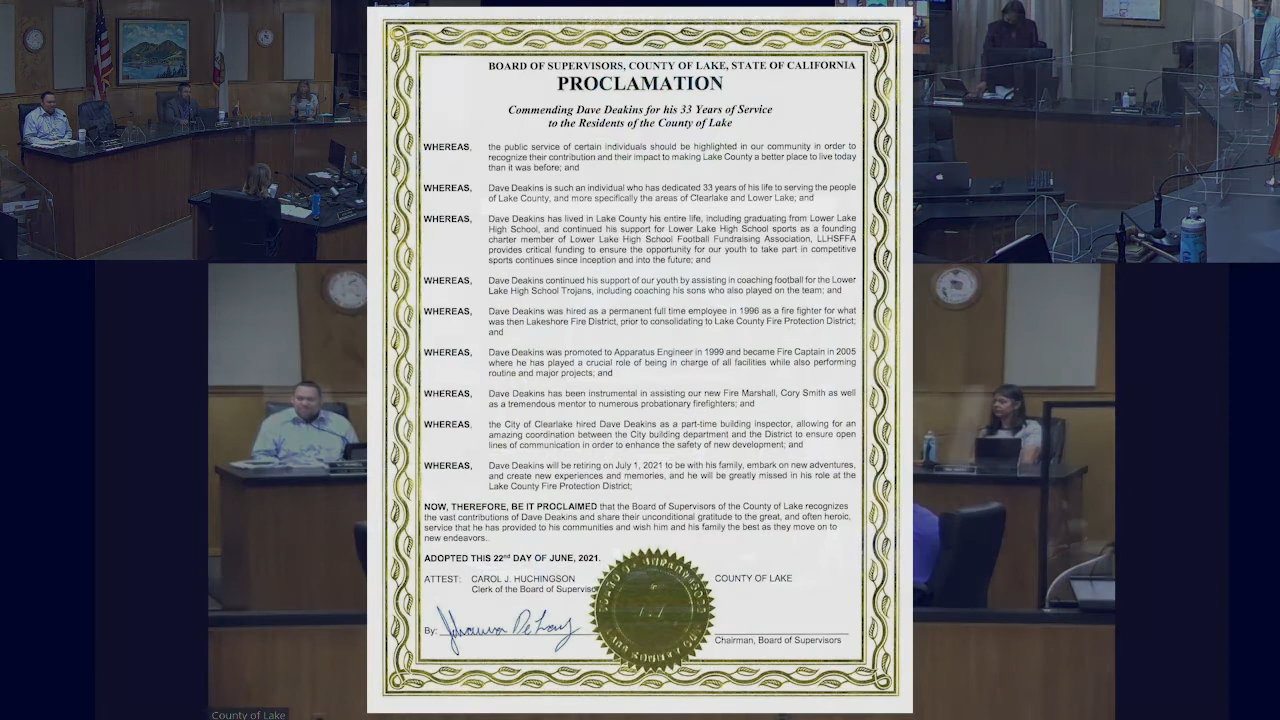 BOARD OF SUPERVISORS, COUNTY OF LAKE, STATE OF CALIFORNIA
PROCLAMATION
Commending Dave Deakins for his 33 Years of Service
to the Residents of the County of Lake
WHEREAS, the public service of certain individuals should be highlighted in our community in order to
recognize their contribution and their impact to making Lake County a better place to live today
than it was before; and
WHEREAS, Dave Deakins is such an individual who has dedicated 33 years of his life to serving the people
of Lake County, and more specifically the areas of Clearlake and Lower Lake; and
WHEREAS, Dave Deakins has lived in Lake County his entire life, including graduating from Lower Lake
High School, and continued his support for Lower Lake High School sports as a founding
charter member of Lower Lake High School Football Fundraising Association, LLHSFFA
provides critical funding to ensure the opportunity for our youth to take part in competitive
sports continues since inception and into the future; and
WHEREAS, Dave Deakins continued his support of our youth by assisting in coaching football for the Lower
Lake High School Trojans, including coaching his sons who also played on the team; and
WHEREAS, Dave Deakins was hired as a permanent full time employee in 1996 as a fire fighter for what
was then Lakeshore Fire District, prior to consolidating to Lake County Fire Protection District;
and
WHEREAS, Dave Deakins was promoted to Apparatus Engineer in 1999 and became Fire Captain in 2005
where he has played a crucial role of being in charge of all facilities while also performing
routine and major projects; and
WHEREAS, Dave Deakins has been instrumental in assisting our new Fire Marshall, Cory Smith as well
as a tremendous mentor to numerous probationary firefighters; and
WHEREAS, the City of Clearlake hired Dave Deakins as a part-time building inspector, allowing for an
amazing coordination between the City building department and the District to ensure open
lines of communication in order to enhance the safety of new development; and
WHEREAS, Dave Deakins will be retiring on July 1, 2021 to be with his family, embark on new adventures,
and create new experiences and memories, and he will be greatly missed in his role at the
Lake County Fire Protection District;
NOW, THEREFORE, BE IT PROCLAIMED that the Board of Supervisors of the County of Lake recognizes
the vast contributions of Dave Deakins and share their unconditional gratitude to the great, and often heroic,
service that he has provided to his communities and wish him and his family the best as they move on to
new endeavors..
ADOPTED THIS 22nd DAY OF JUNE, 2021.
ATTEST: CAROL J. HUCHINGSON COUNTY OF LAKE
Clerk of the Board of Supervisor
By:
Chairman, Board of Supervisors
County of Lake